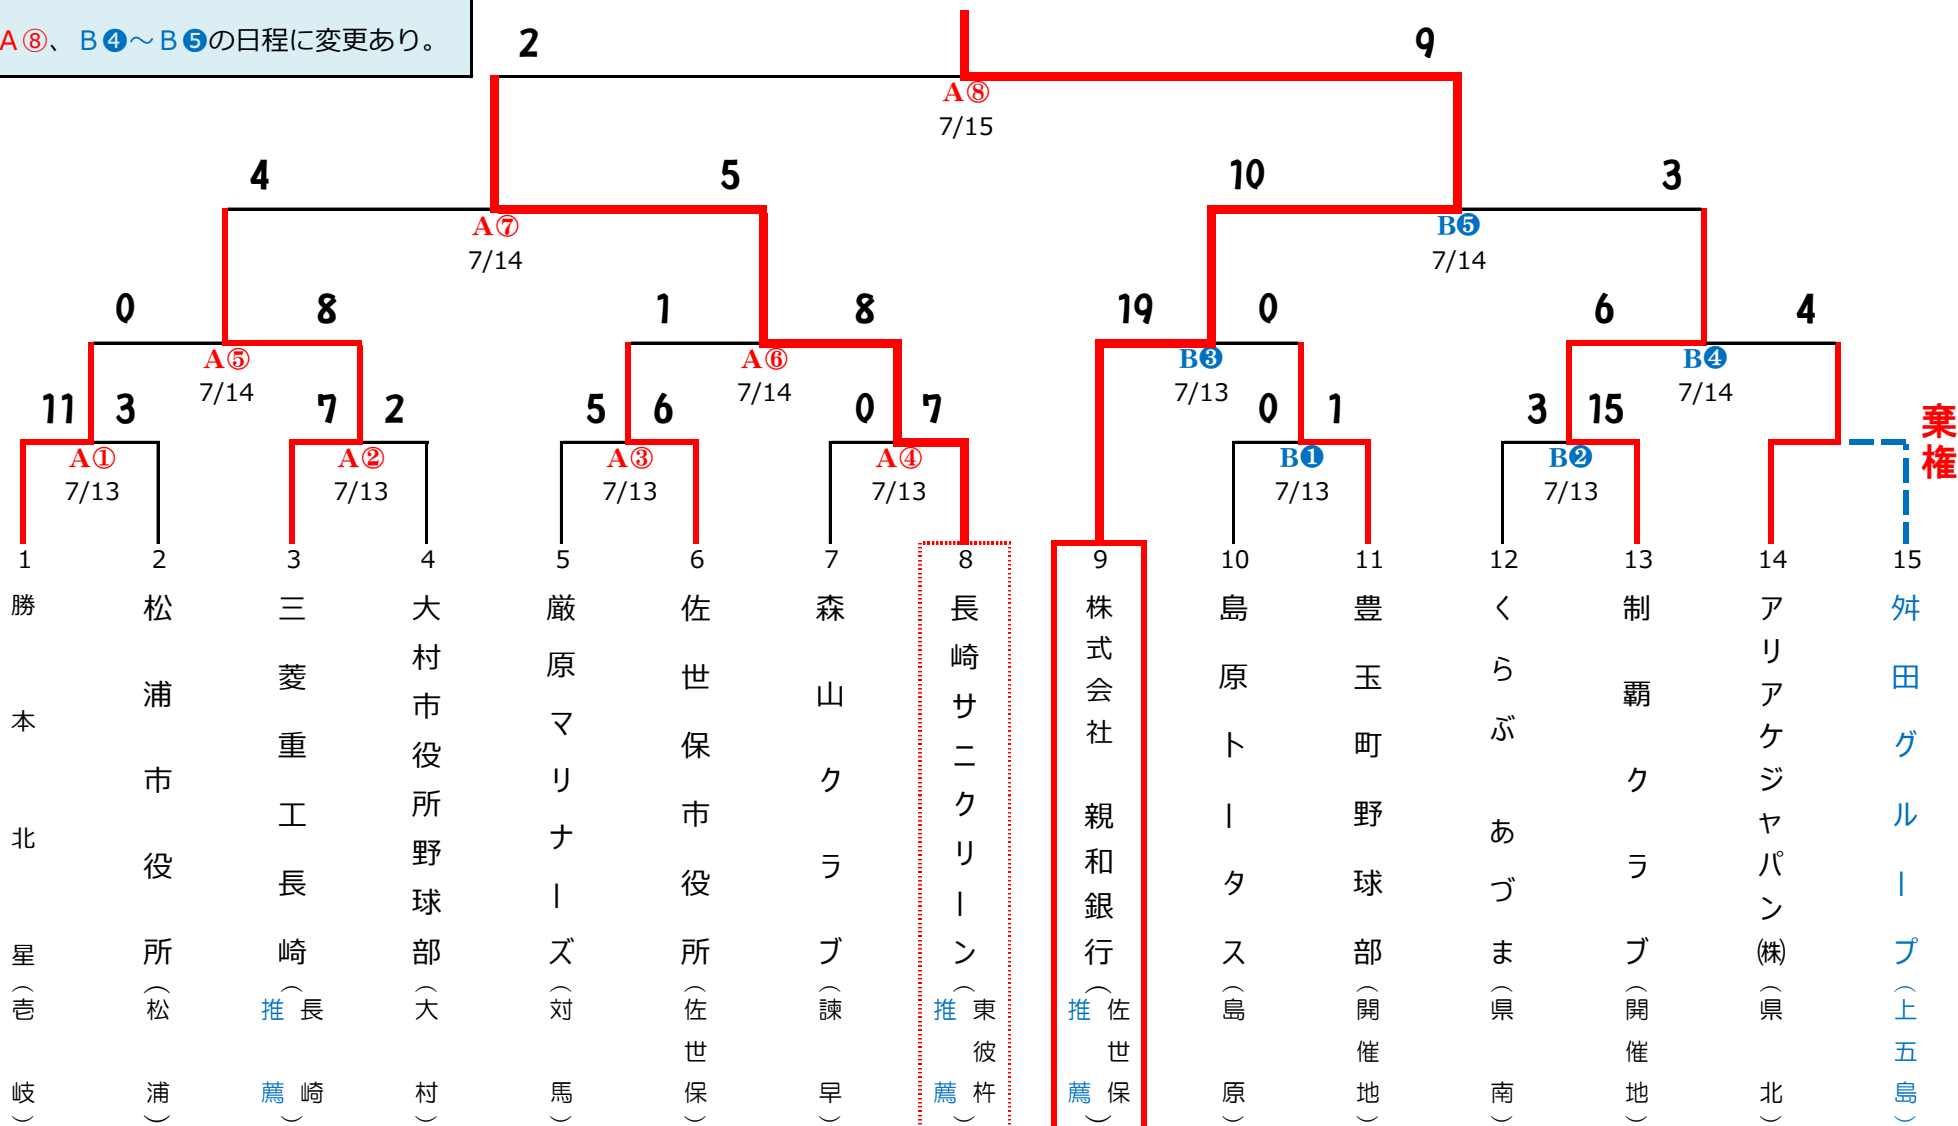 A⑧、B❹～B❺の日程に変更あり。
2 9
A⑧
7/15
4 5 10 3
A⑦ B❺
7/14 7/14
0 8 1 8 19 0 6 4
A⑤ A⑥ B❸ B❹
7/14 7/14 7/13 7/14
11 3 7 2 5 6 0 7 0 1 3 15
棄権
A① A② A③ A④ B❶ B❷
7/13 7/13 7/13 7/13 7/13 7/13
1 2 3 4 5 6 7 8 9 10 11 12 13 14 15
勝本北星（壱岐）
松浦市役所（松浦）
三菱重工長崎（長崎 推薦）
大村市役所野球部（大村）
厳原マリナーズ（対馬）
佐世保市役所（佐世保）
森山クラブ（諫早）
長崎サニクリーン（東彼杵 推薦）
株式会社 親和銀行（佐世保 推薦）
島原トータス（島原）
豊玉町野球部（開催地）
くらぶ あづま（県南）
制覇クラブ（開催地）
アリアケジャパン㈱（県北）
舛田グループ（上五島）